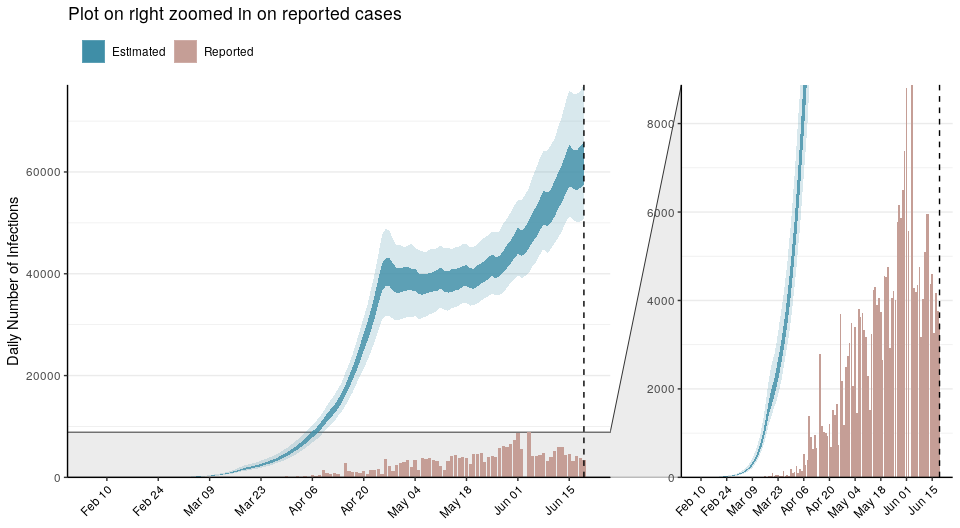 Plot on right zoomed in on reported cases
Estimated Reported
Daily Number of Infections
60000
40000
20000
0
Feb 10 Feb 24 Mar 09 Mar 23 Apr 06 Apr 20 May 04 May 18 Jun 01 Jun 15
8000
6000
4000
2000
0
Feb 10 Feb 24 Mar 09 Mar 23 Apr 06 Apr 20 May 04 May 18 Jun 01 Jun 15